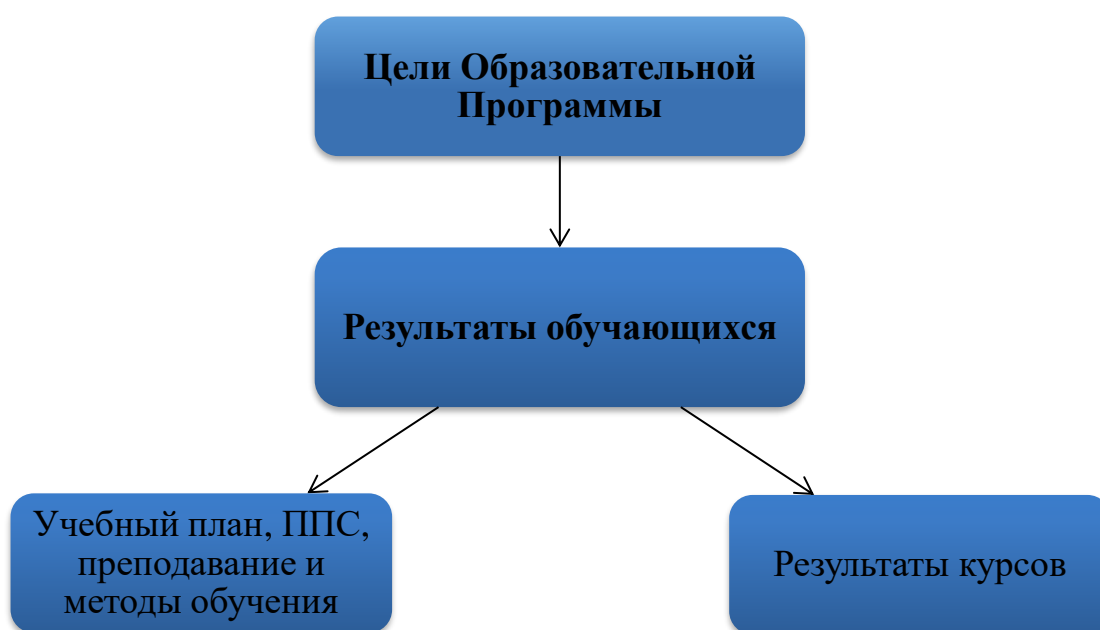 Цели Образовательной
Программы
Результаты обучающихся
Учебный план, ППС,
преподавание и
методы обучения
Результаты курсов